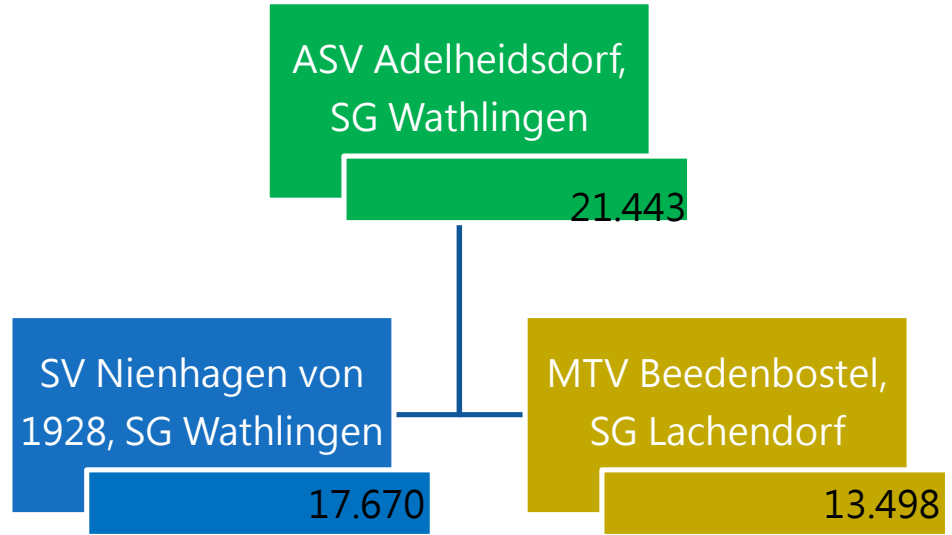 ASV Adelheidsdorf,
SG Wathlingen
21.443
SV Nienhagen von
1928, SG Wathlingen
17.670
MTV Beedenbostel,
SG Lachendorf
13.498